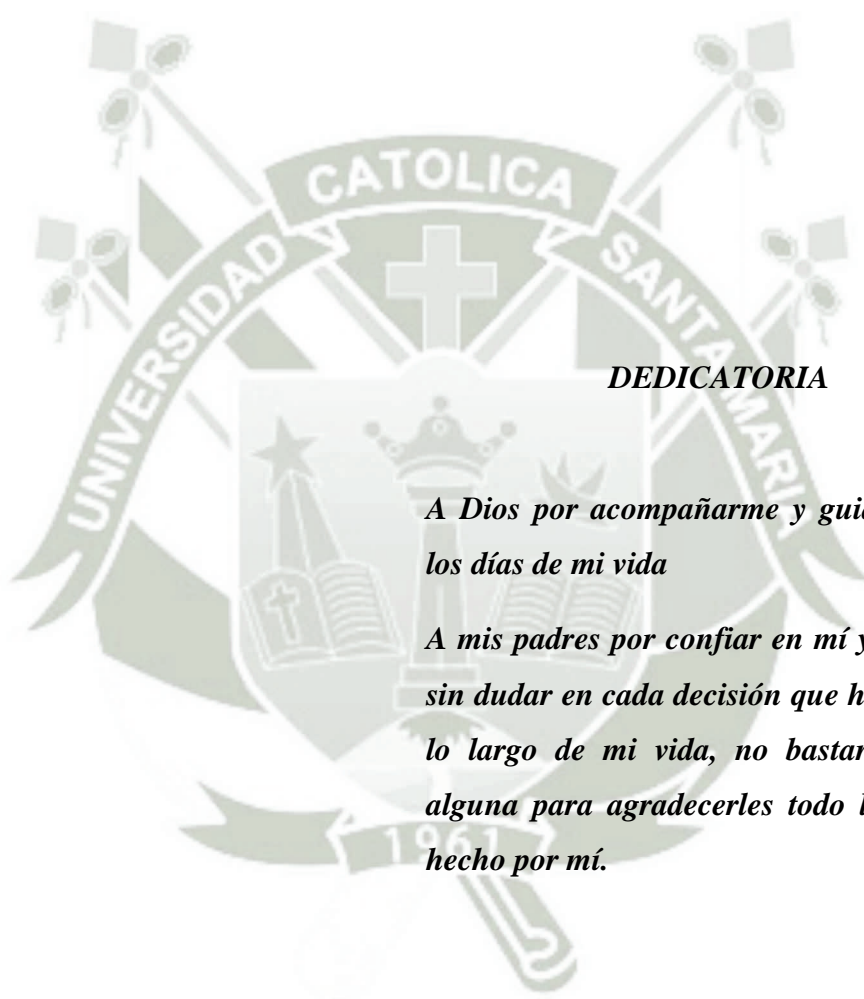 CATOLICA
UNIVERSIDAD
SANTA MARI
DEDICATORIA
A Dios por acompañarme y
los días de mi vida
A mis padres por confiar en mí
sin dudar en cada decisión que
lo largo de mi vida, no
alguna para agradecerles todo
hecho por mí.
1961